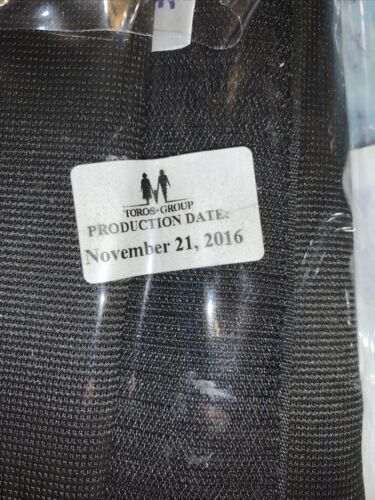 TOROS·GROUP
PRODUCTION DATE:
November 21, 2016